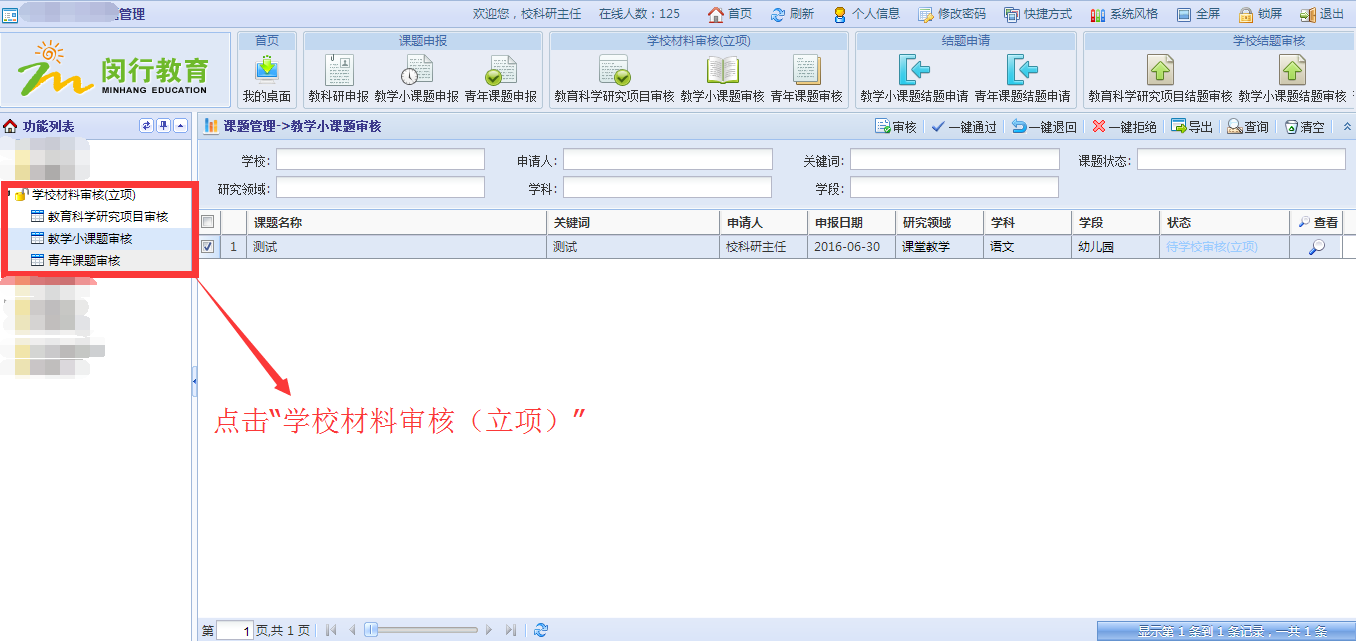 管理 欢迎您，校科研主任 在线人数：125 首页 刷新 个人信息 修改密码 快捷方式 系统风格 全屏 锁屏 退出
首页 课题申报 学校材料审核(立项) 结题申请 学校结题审核
闵行教育
MINHANG EDUCATION
我的桌面 教科研申报 教学小课题申报 青年课题申报 教育科学研究项目审核 教学小课题审核 青年课题审核 教学小课题结题申请 青年课题结题申请 教育科学研究项目结题审核 教学小课题结题审核
功能列表 课题管理->教学小课题审核 审核 一键通过 一键退回 一键拒绝 导出 查询 清空
学校: 申请人: 关键词: 课题状态:
研究领域: 学科: 学段:
学校材料审核(立项)
教育科学研究项目审核
教学小课题审核
青年课题审核
课题名称 关键词 申请人 申报日期 研究领域 学科 学段 状态 查看
1 测试 测试 校科研主任 2016-06-30 课堂教学 语文 幼儿园 待学校审核(立项)
点击“学校材料审核（立项）”
第 1 页,共 1 页 显示第 1 条到 1 条记录，一共 1 条